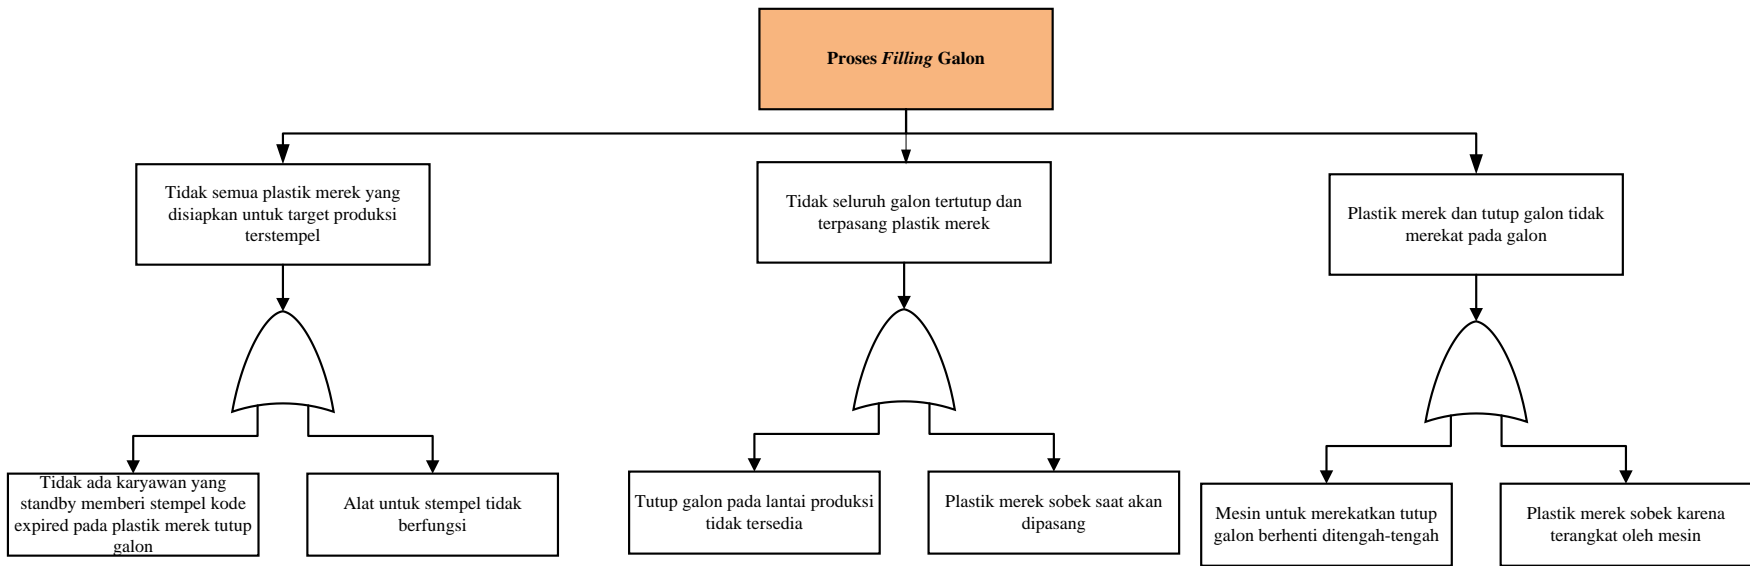 Proses Filling Galon
Tidak semua plastik merek yang
disiapkan untuk target produksi
terstempel
Tidak seluruh galon tertutup dan
terpasang plastik merek
Plastik merek dan tutup galon tidak
merekat pada galon
Tidak ada karyawan yang
standby memberi stempel kode
expired pada plastik merek tutup
galon
Alat untuk stempel tidak
berfungsi
Tutup galon pada lantai produksi
tidak tersedia
Plastik merek sobek saat akan
dipasang
Mesin untuk merekatkan tutup
galon berhenti ditengah-tengah
Plastik merek sobek karena
terangkat oleh mesin